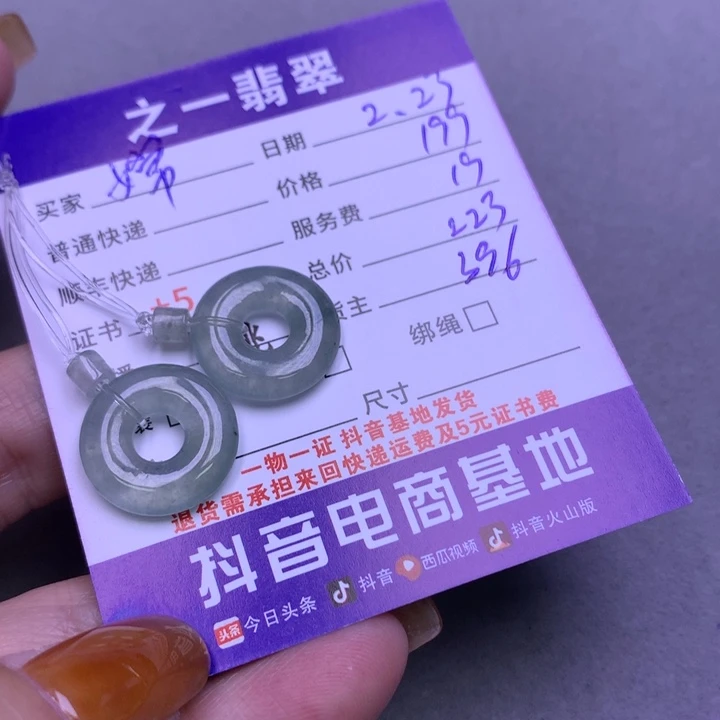 之一翡翠
买家 日期 2.25
普通快递 价格 199
顺丰快递 服务费 19
证书 +5 总价 223
货主 396
绑绳
尺寸
一物一证 抖音基地发货
退货需承担来回快递运费及5元证书费
抖音电商基地
头条 今日头条 抖音 西瓜视频 抖音火山版